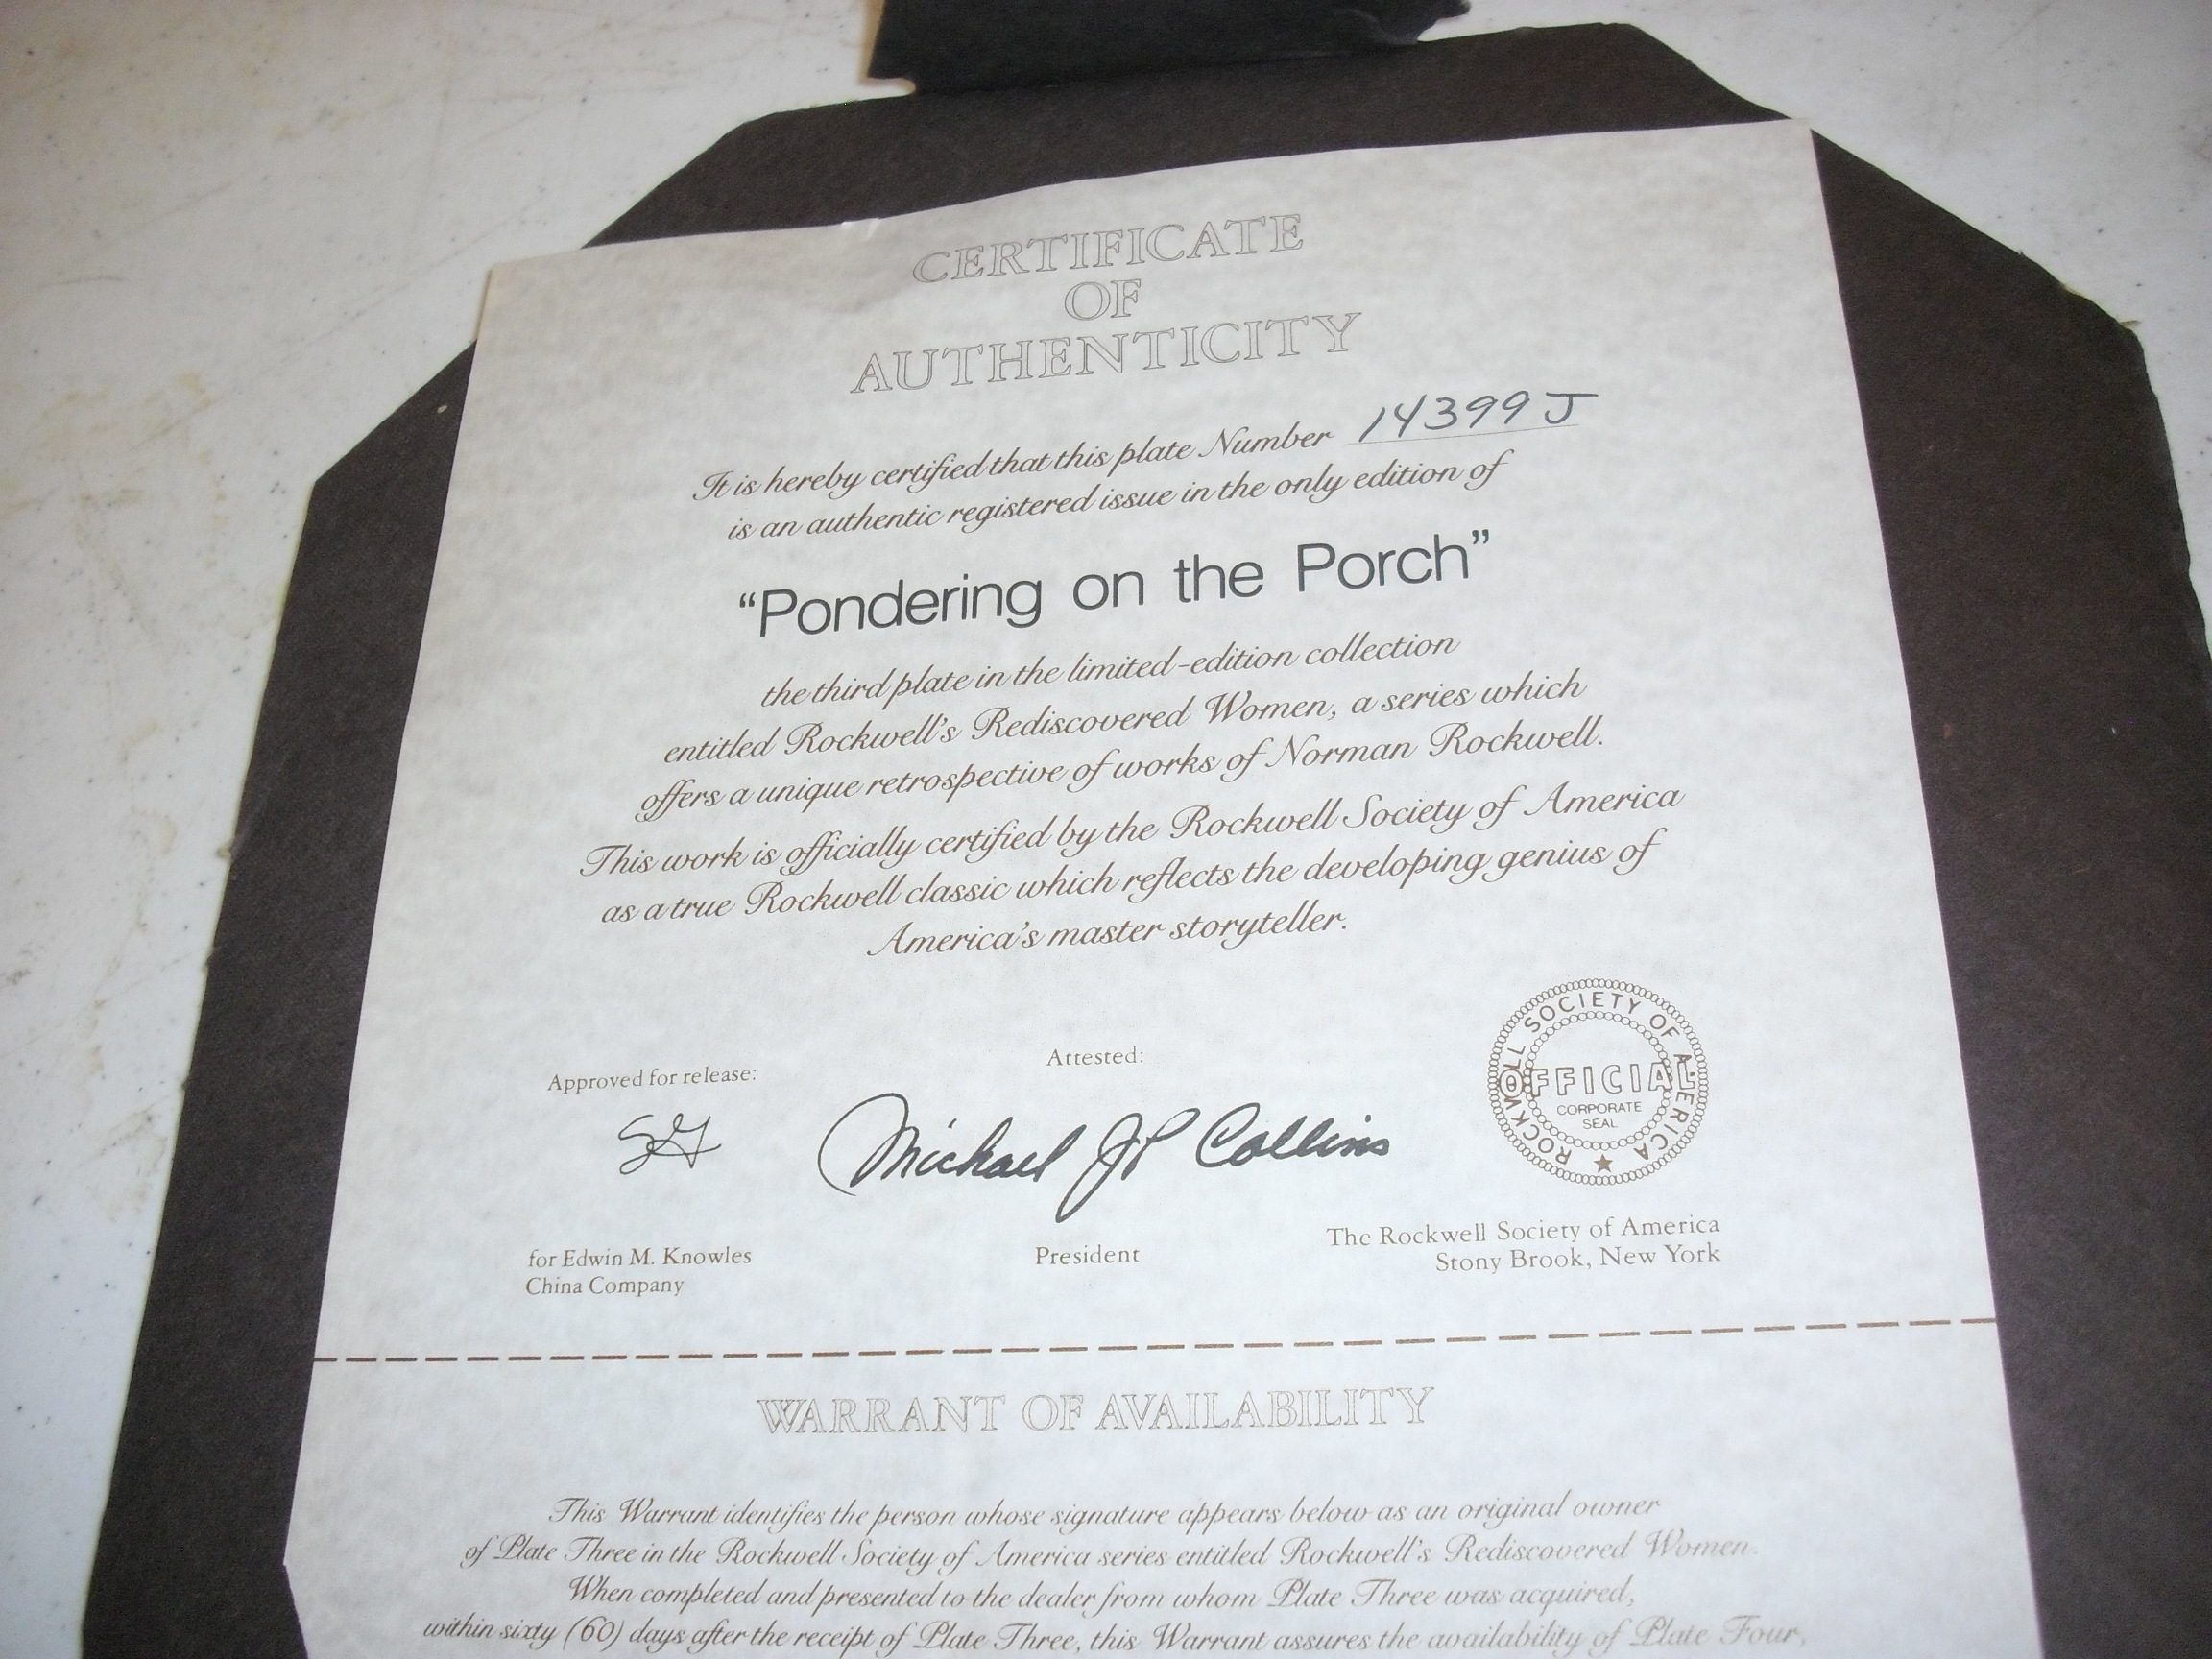 CERTIFICATE
OF
AUTHENTICITY
It is hereby certified that this plate Number 14399 J
is an authentic registered issue in the only edition of
“Pondering on the Porch”
the third plate in the limited-edition collection
entitled Rockwell's Rediscovered Women, a series which
offers a unique retrospective of works of Norman Rockwell.
This work is officially certified by the Rockwell Society of America
as a true Rockwell classic which reflects the developing genius of
America's master storyteller.
Approved for release:
Attested:
Michael JP Collins
ROCKWELL SOCIETY OF AMERICA
OFFICIAL
CORPORATE
SEAL
for Edwin M. Knowles
China Company
President
The Rockwell Society of America
Stony Brook, New York
WARRANT OF AVAILABILITY
This Warrant identifies the person whose signature appears below as an original owner
of Plate Three in the Rockwell Society of America series entitled Rockwell's Rediscovered Women.
When completed and presented to the dealer from whom Plate Three was acquired,
within sixty (60) days after the receipt of Plate Three, this Warrant assures the availability of Plate Four,